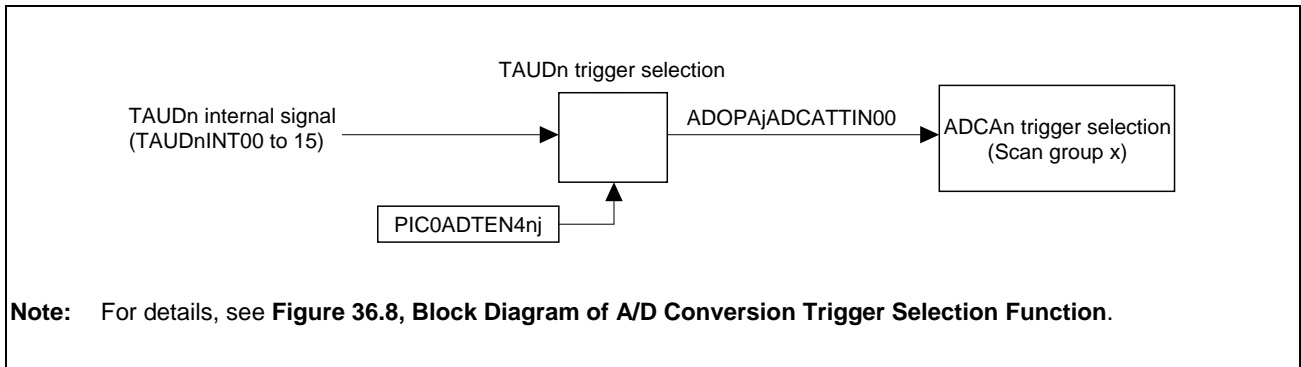 TAUDn trigger selection
TAUDn internal signal
(TAUDnINT00 to 15)
ADOPAjADCATTIN00
ADCAn trigger selection
(Scan group x)
PIC0ADTEN4nj
Note: For details, see Figure 36.8, Block Diagram of A/D Conversion Trigger Selection Function.